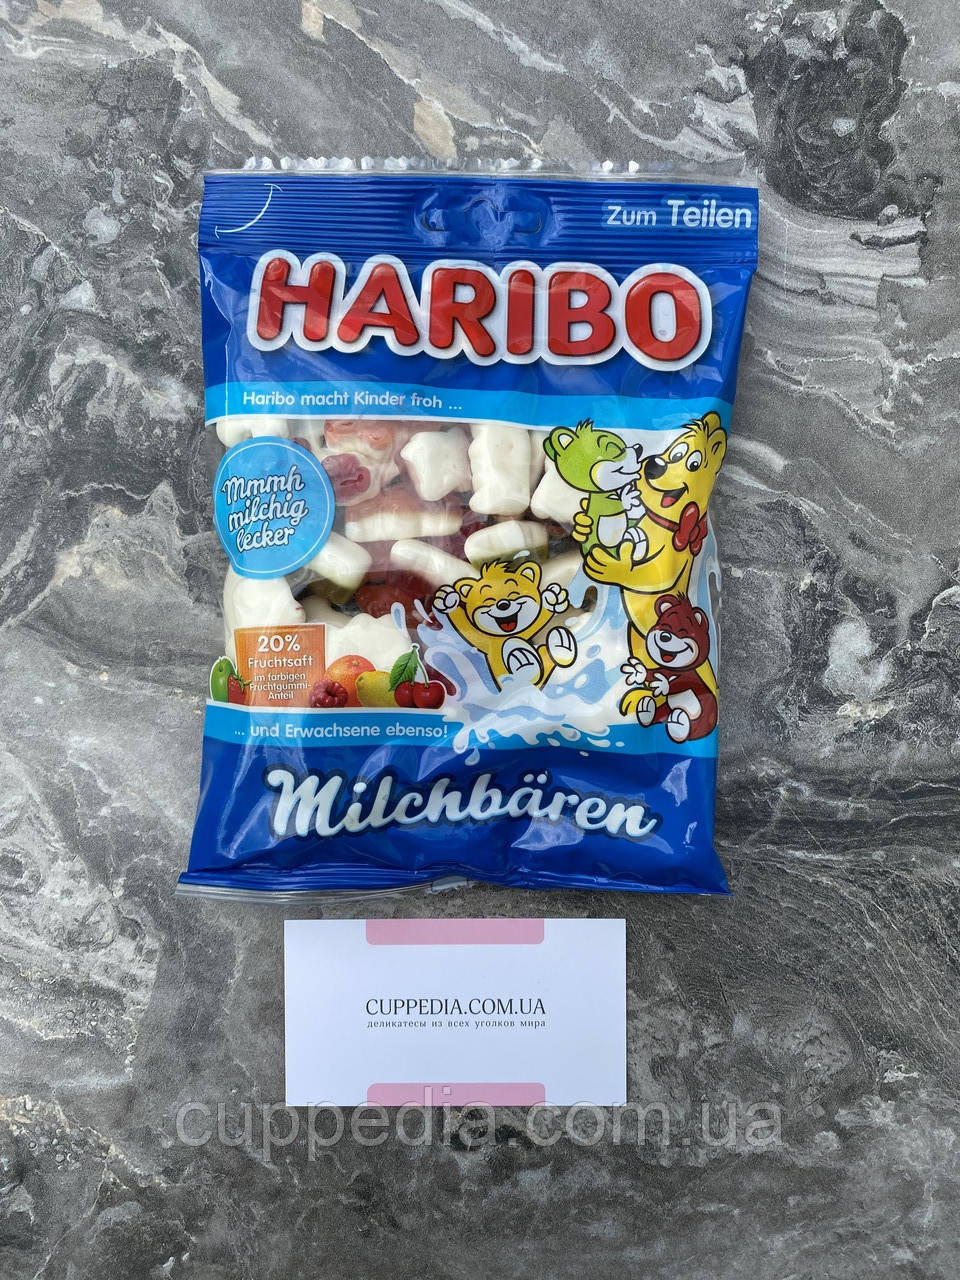 Zum Teilen
HARIBO
Haribo macht Kinder froh ...
Mmmh
milchig
lecker
20%
Fruchtsaft
im farbigen
Fruchtgummi-
Anteil
... und Erwachsene ebenso!
Milchbären
CUPPEDIA.COM.UA
деликатесы из всех уголков мира
cuppedia.com.ua